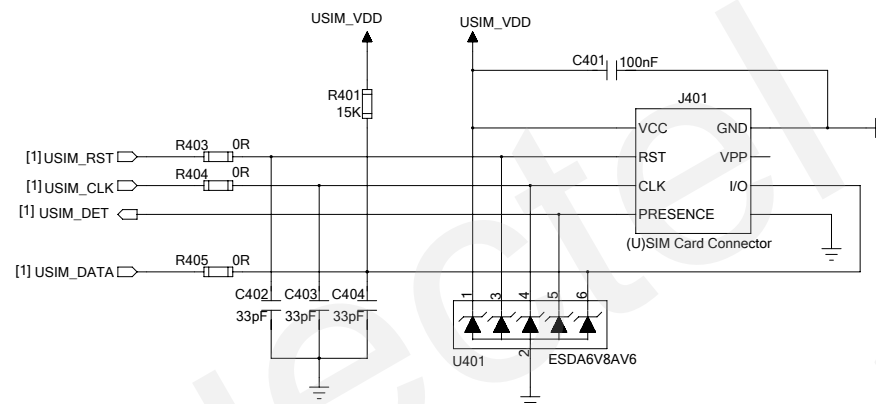 USIM_VDD USIM_VDD
C401 100nF
R401
15K
J401
VCC GND
[1] USIM_RST R403 0R RST VPP
[1] USIM_CLK R404 0R CLK I/O
[1] USIM_DET PRESENCE
(U)SIM Card Connector
[1] USIM_DATA R405 0R
C402 C403 C404
33pF 33pF 33pF
1 3 4 5 6
2
U401 ESDA6V8AV6